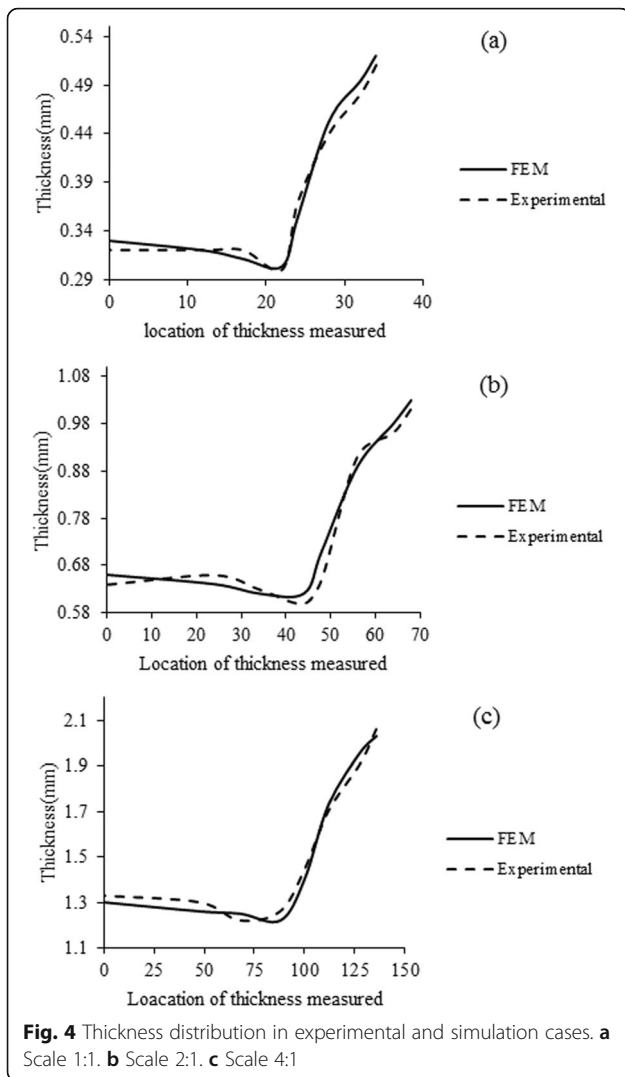 (a)
0.54
0.49
0.44
0.39
0.34
0.29
Thickness(mm)
0 10 20 30 40
location of thickness measured
FEM
Experimental
(b)
1.08
0.98
0.88
0.78
0.68
0.58
Thickness(mm)
0 10 20 30 40 50 60 70
Location of thickness measured
FEM
Experimental
(c)
2.1
1.9
1.7
1.5
1.3
1.1
Thickness(mm)
0 25 50 75 100 125 150
Loacation of thickness measured
FEM
Experimental
Fig. 4 Thickness distribution in experimental and simulation cases. a
Scale 1:1. b Scale 2:1. c Scale 4:1